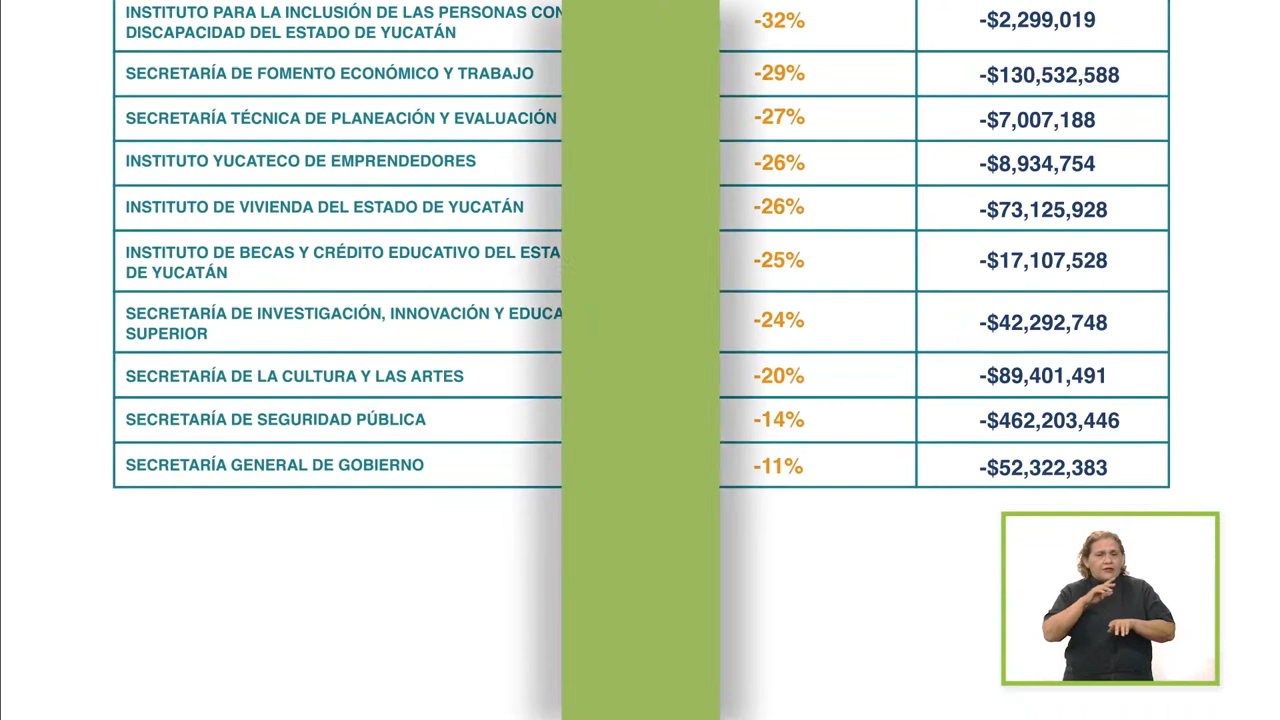 INSTITUTO PARA LA INCLUSIÓN DE LAS PERSONAS CON
DISCAPACIDAD DEL ESTADO DE YUCATÁN
-32%
-$2,299,019
SECRETARÍA DE FOMENTO ECONÓMICO Y TRABAJO
-29%
-$130,532,588
SECRETARÍA TÉCNICA DE PLANEACIÓN Y EVALUACIÓN
-27%
-$7,007,188
INSTITUTO YUCATECO DE EMPRENDEDORES
-26%
-$8,934,754
INSTITUTO DE VIVIENDA DEL ESTADO DE YUCATÁN
-26%
-$73,125,928
INSTITUTO DE BECAS Y CRÉDITO EDUCATIVO DEL ESTA
DE YUCATÁN
-25%
-$17,107,528
SECRETARÍA DE INVESTIGACIÓN, INNOVACIÓN Y EDUCA
SUPERIOR
-24%
-$42,292,748
SECRETARÍA DE LA CULTURA Y LAS ARTES
-20%
-$89,401,491
SECRETARÍA DE SEGURIDAD PÚBLICA
-14%
-$462,203,446
SECRETARÍA GENERAL DE GOBIERNO
-11%
-$52,322,383